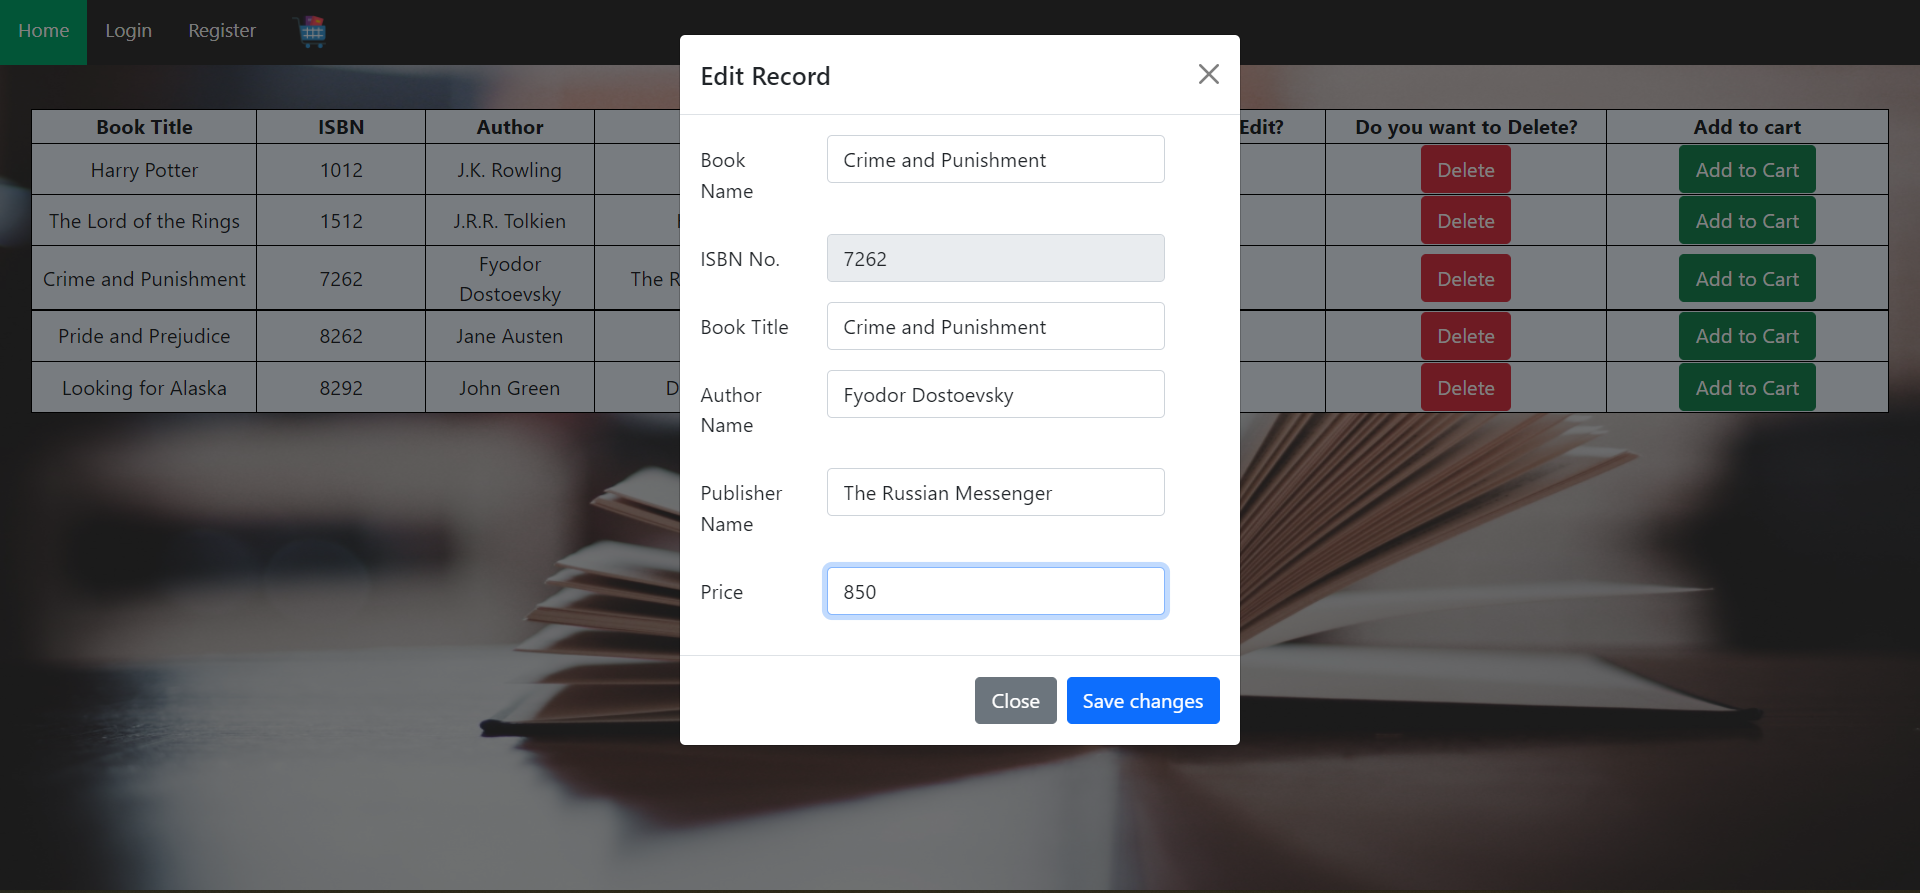 Home Login Register
Edit Record
Book Title ISBN Author Edit? Do you want to Delete? Add to cart
Harry Potter 1012 J.K. Rowling Delete Add to Cart
The Lord of the Rings 1512 J.R.R. Tolkien Delete Add to Cart
Crime and Punishment 7262 Fyodor Dostoevsky The R Delete Add to Cart
Pride and Prejudice 8262 Jane Austen Delete Add to Cart
Looking for Alaska 8292 John Green D Delete Add to Cart
Book Name Crime and Punishment
ISBN No. 7262
Book Title Crime and Punishment
Author Name Fyodor Dostoevsky
Publisher Name The Russian Messenger
Price 850
Close Save changes